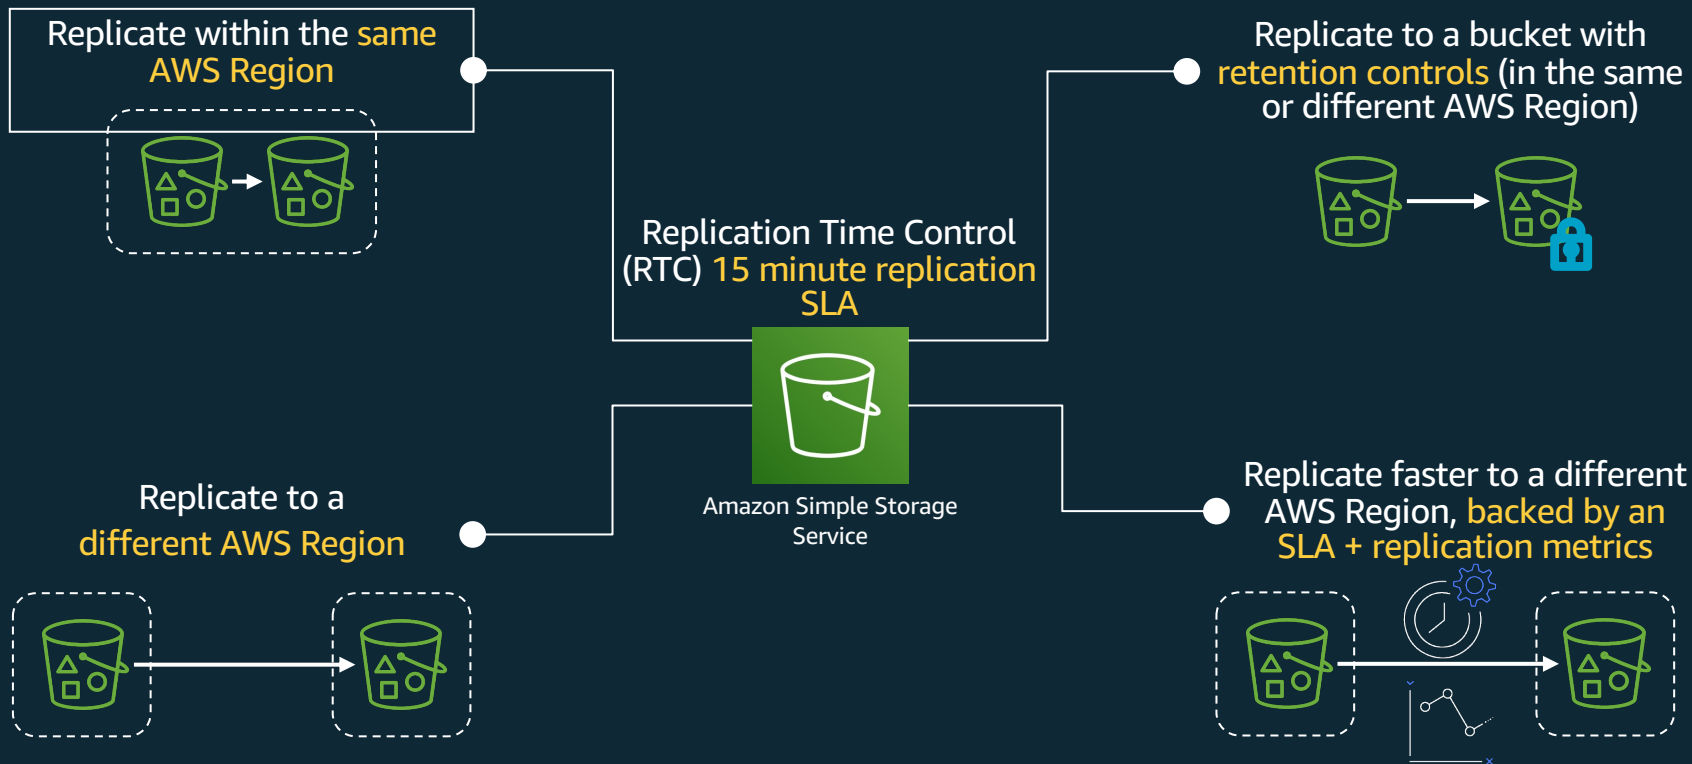 Replicate within the same
AWS Region
Replicate to a bucket with
retention controls (in the same
or different AWS Region)
Replication Time Control
(RTC) 15 minute replication
SLA
Amazon Simple Storage
Service
Replicate to a
different AWS Region
Replicate faster to a different
AWS Region, backed by an
SLA + replication metrics